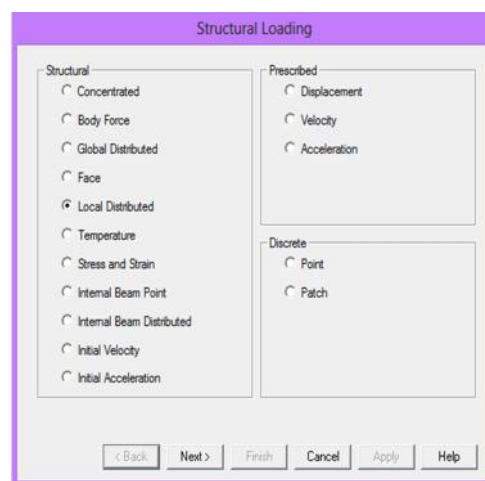 Structural Loading
Structural
Concentrated
Body Force
Global Distributed
Face
Local Distributed
Temperature
Stress and Strain
Internal Beam Point
Internal Beam Distributed
Initial Velocity
Initial Acceleration
Prescribed
Displacement
Velocity
Acceleration
Discrete
Point
Patch
< Back Next > Finish Cancel Apply Help